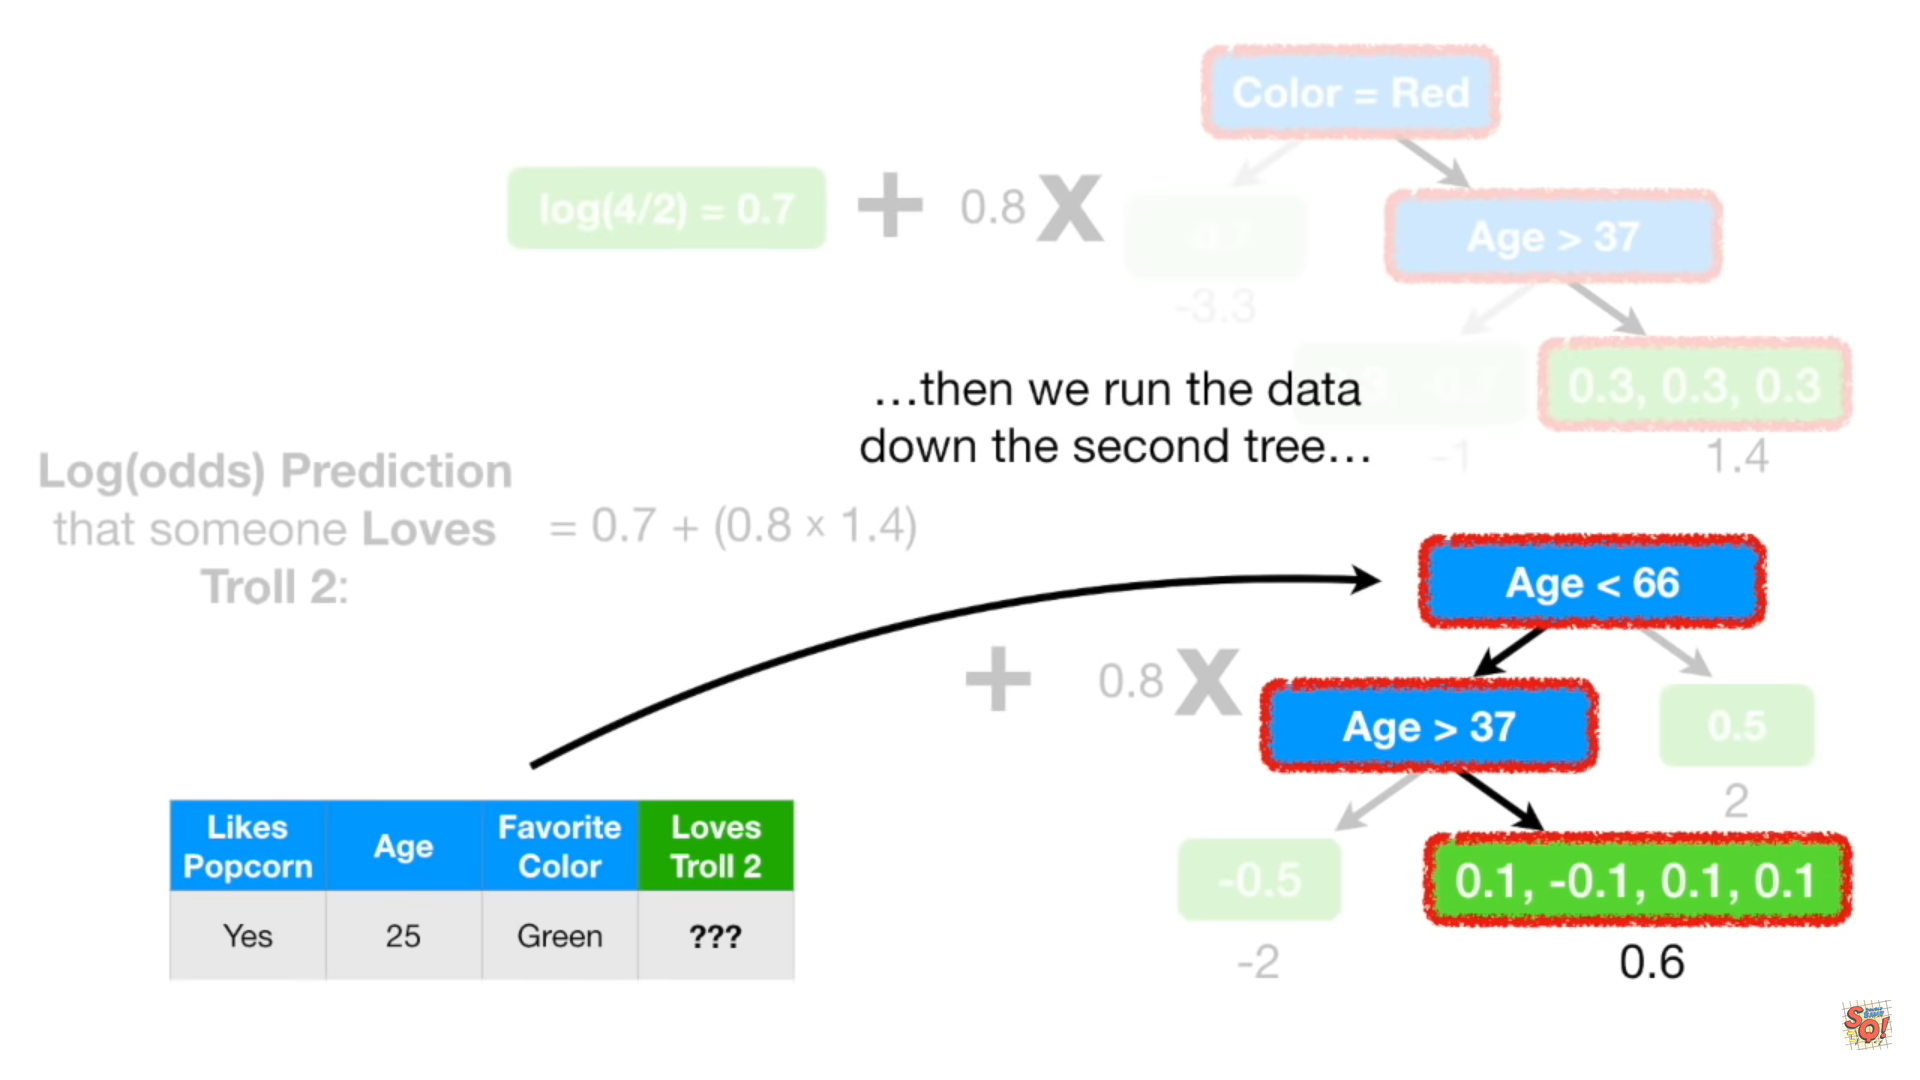 Color = Red
log(4/2) = 0.7
+
0.8 X
-0.7
Age > 37
-3.3
…then we run the data
down the second tree…
0.3, 0.3, 0.3
-1
1.4
Log(odds) Prediction
that someone Loves
Troll 2:
= 0.7 + (0.8 x 1.4)
Age < 66
+
0.8 X
Age > 37
0.5
2
-0.5
0.1, -0.1, 0.1, 0.1
-2
0.6
Likes Popcorn
Age
Favorite Color
Loves Troll 2
Yes
25
Green
???
SQ!